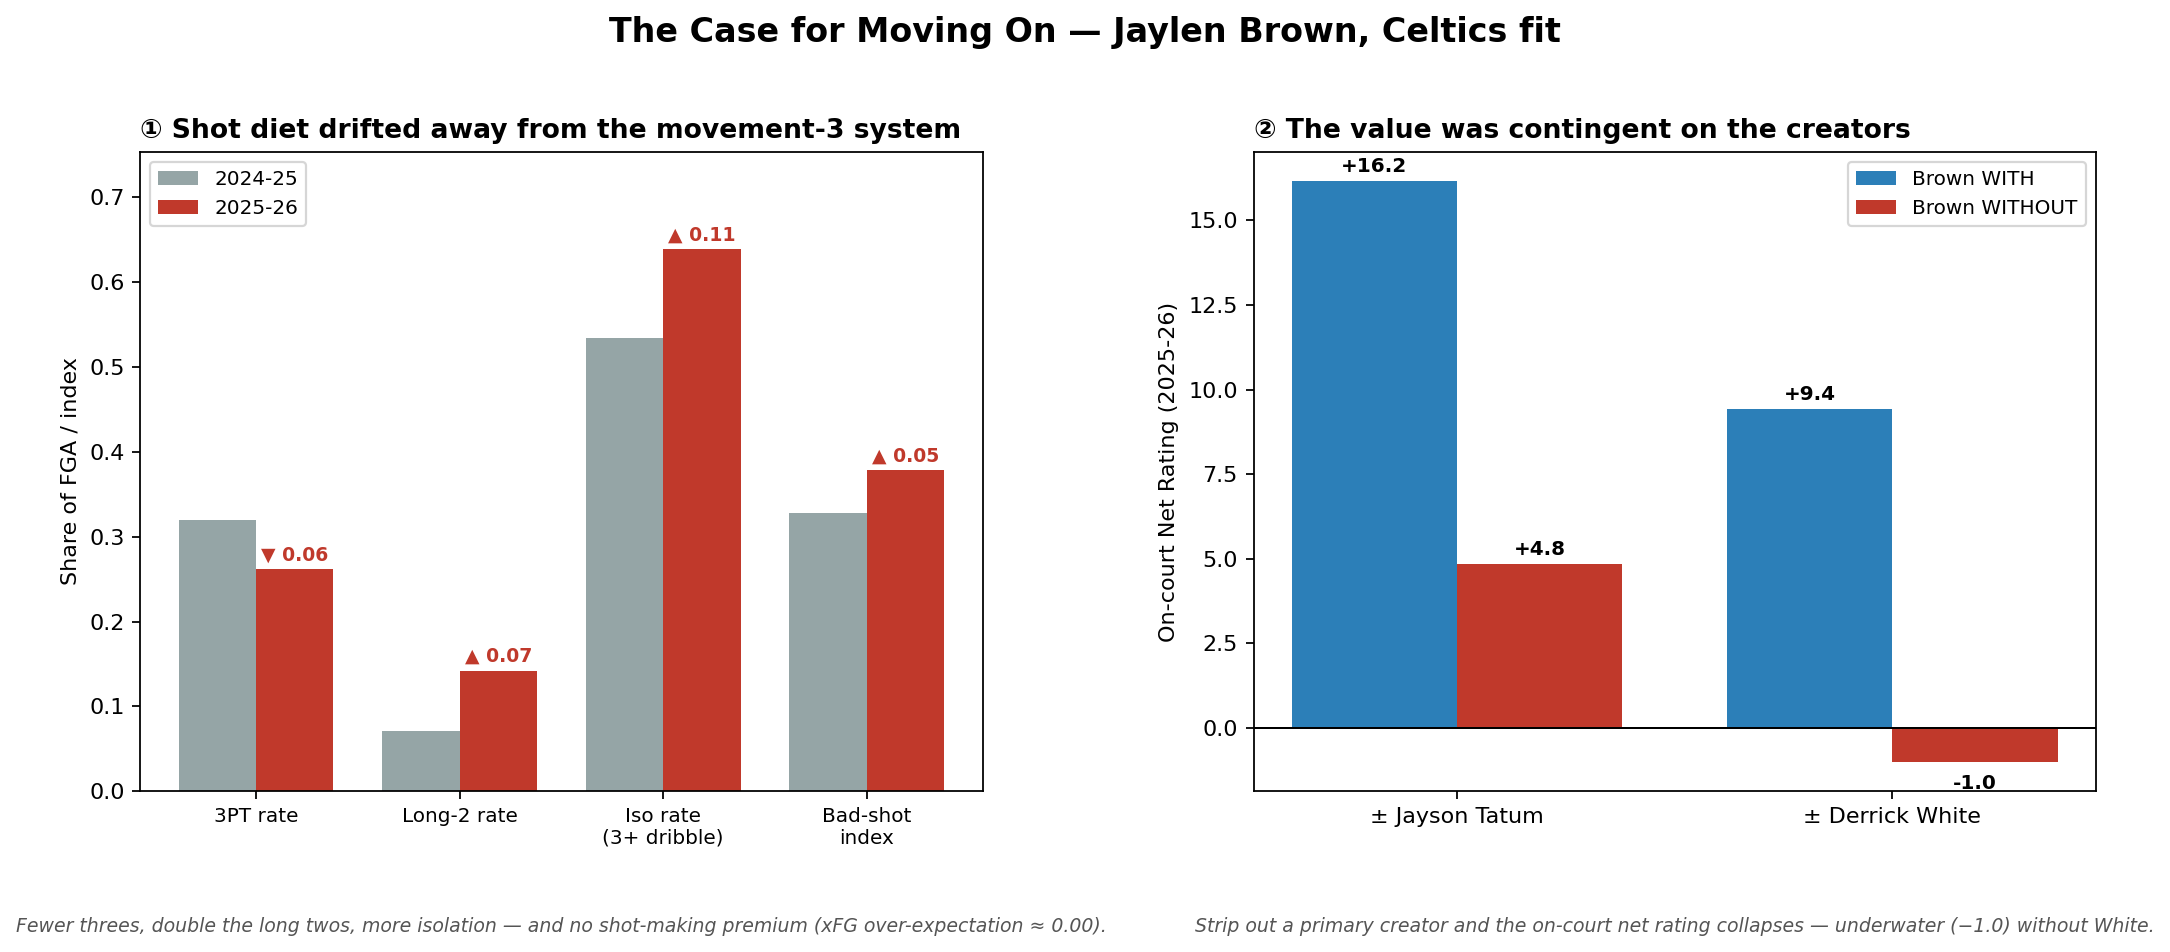 The Case for Moving On — Jaylen Brown, Celtics fit
① Shot diet drifted away from the movement-3 system
2024-25
2025-26
Share of FGA / index
0.7
0.6
0.5
0.4
0.3
0.2
0.1
0.0
▼ 0.06
▲ 0.07
▲ 0.11
▲ 0.05
3PT rate
Long-2 rate
Iso rate
(3+ dribble)
Bad-shot
index
Fewer threes, double the long twos, more isolation — and no shot-making premium (xFG over-expectation ≈ 0.00).
② The value was contingent on the creators
Brown WITH
Brown WITHOUT
On-court Net Rating (2025-26)
15.0
12.5
10.0
7.5
5.0
2.5
0.0
+16.2
+4.8
+9.4
-1.0
± Jayson Tatum
± Derrick White
Strip out a primary creator and the on-court net rating collapses — underwater (−1.0) without White.